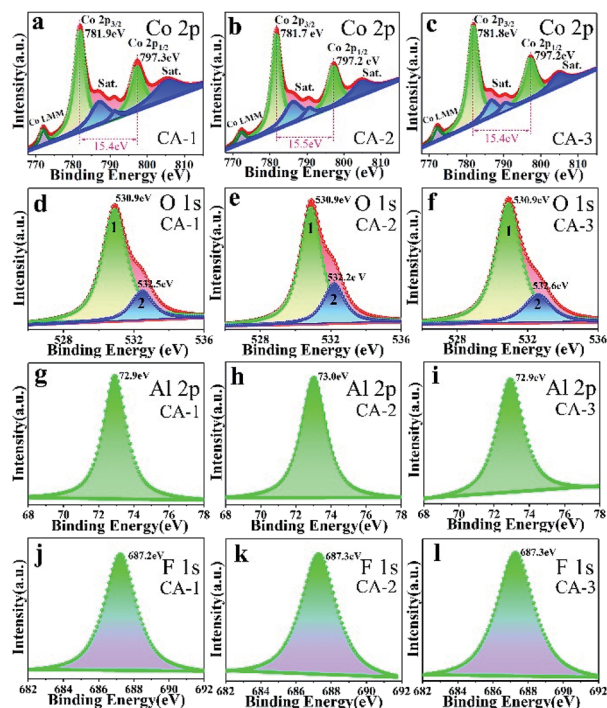 a
Co 2p
Co 2p3/2
781.9eV
Co 2p1/2
797.3eV
Sat.
Sat.
Co LMM
15.4eV
CA-1
Intensity(a.u.)
770 780 790 800 810
Binding Energy (eV)
b
Co 2p
Co 2p3/2
781.7 eV
Co 2p1/2
797.2 eV
Sat.
Sat.
Co LMM
15.5eV
CA-2
Intensity(a.u.)
770 780 790 800 810
Binding Energy (eV)
c
Co 2p
Co 2p3/2
781.8eV
Co 2p1/2
797.2eV
Sat.
Sat.
Co LMM
15.4eV
CA-3
Intensity(a.u.)
770 780 790 800 810
Binding Energy (eV)
d
530.9eV
O 1s
CA-1
1
532.5eV
2
Intensity(a.u.)
528 532 536
Binding Energy (eV)
e
530.9eV
O 1s
CA-2
1
532.2eV
2
Intensity(a.u.)
528 532 536
Binding Energy (eV)
f
530.9eV
O 1s
CA-3
1
532.6eV
2
Intensity(a.u.)
528 532 536
Binding Energy (eV)
g
72.9eV
Al 2p
CA-1
Intensity(a.u.)
68 70 72 74 76 78
Binding Energy(eV)
h
73.0eV
Al 2p
CA-2
Intensity(a.u.)
68 70 72 74 76 78
Binding Energy(eV)
i
72.9eV
Al 2p
CA-3
Intensity(a.u.)
68 70 72 74 76 78
Binding Energy(eV)
j
687.2eV
F 1s
CA-1
Intensity(a.u.)
682 684 686 688 690 692
Binding Energy(eV)
k
687.3eV
F 1s
CA-2
Intensity(a.u.)
682 684 686 688 690 692
Binding Energy(eV)
l
687.3eV
F 1s
CA-3
Intensity(a.u.)
682 684 686 688 690 692
Binding Energy(eV)